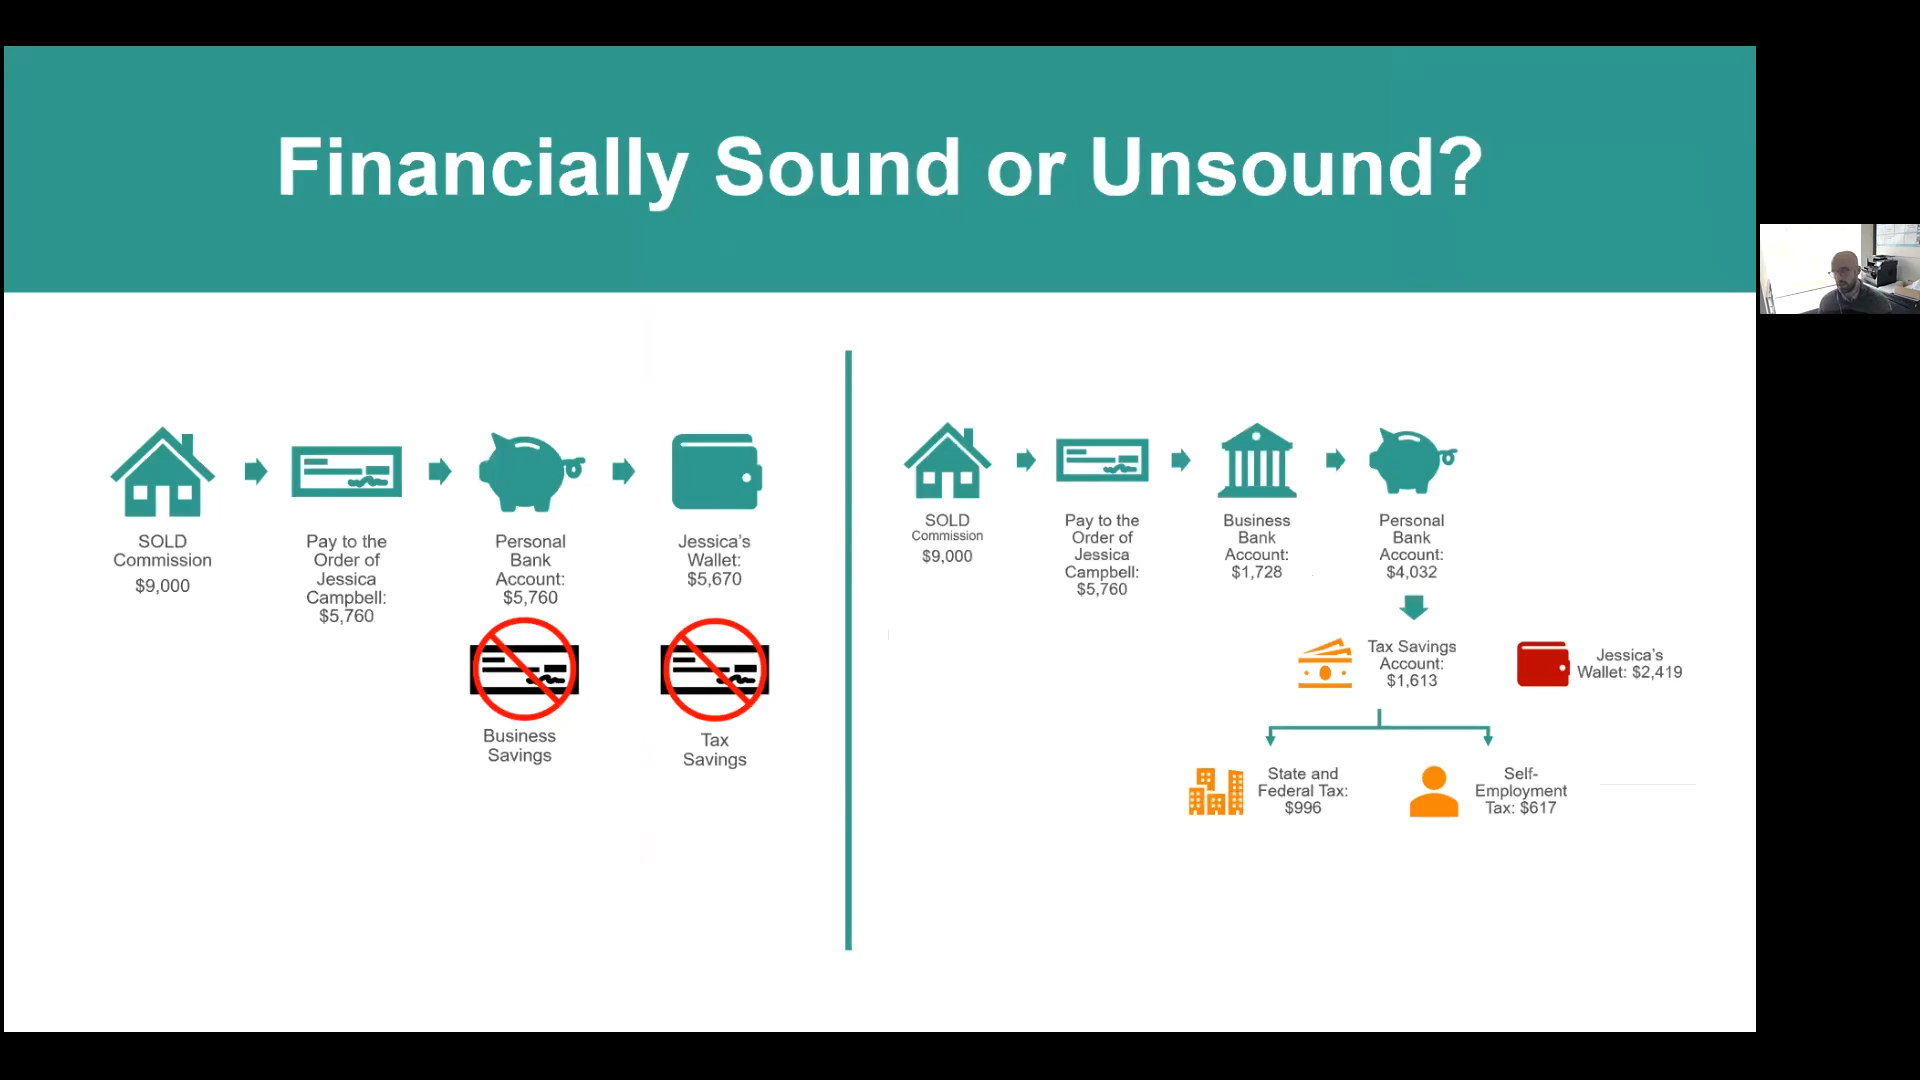 Financially Sound or Unsound?
SOLD
Commission
$9,000
Pay to the
Order of
Jessica
Campbell:
$5,760
Personal
Bank
Account:
$5,760
Jessica's
Wallet:
$5,670
Business
Savings
Tax
Savings
SOLD
Commission
$9,000
Pay to the
Order of
Jessica
Campbell:
$5,760
Business
Bank
Account:
$1,728
Personal
Bank
Account:
$4,032
Tax Savings
Account:
$1,613
Jessica's
Wallet: $2,419
State and
Federal Tax:
$996
Self-
Employment
Tax: $617